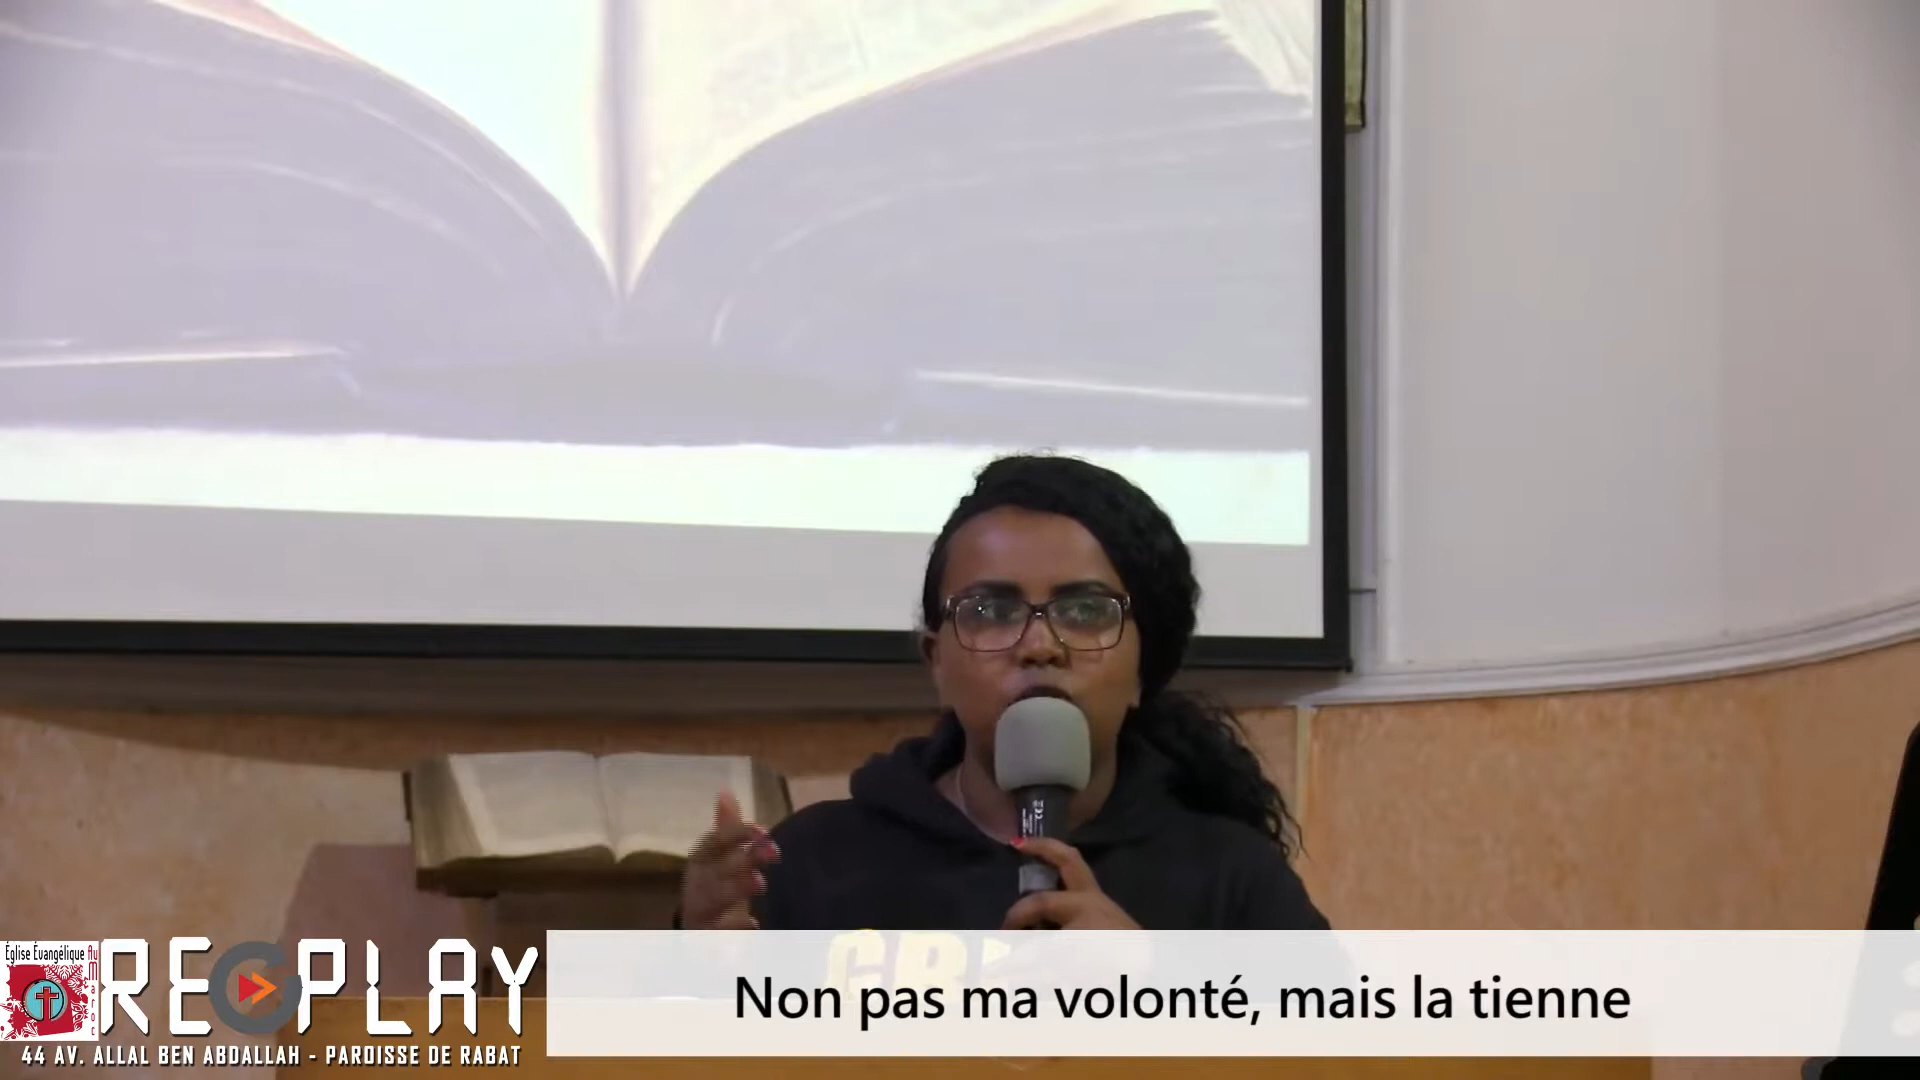 Église Évangélique Au Maroc
REPLAY
44 AV. ALLAL BEN ABDALLAH - PAROISSE DE RABAT
Non pas ma volonté, mais la tienne